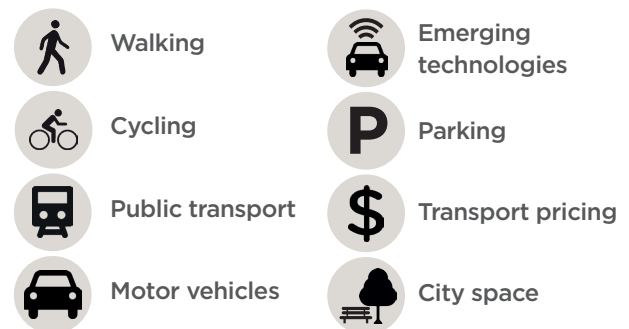 Walking
Cycling
Public transport
Motor vehicles
Emerging
technologies
P
Parking
$
Transport pricing
City space